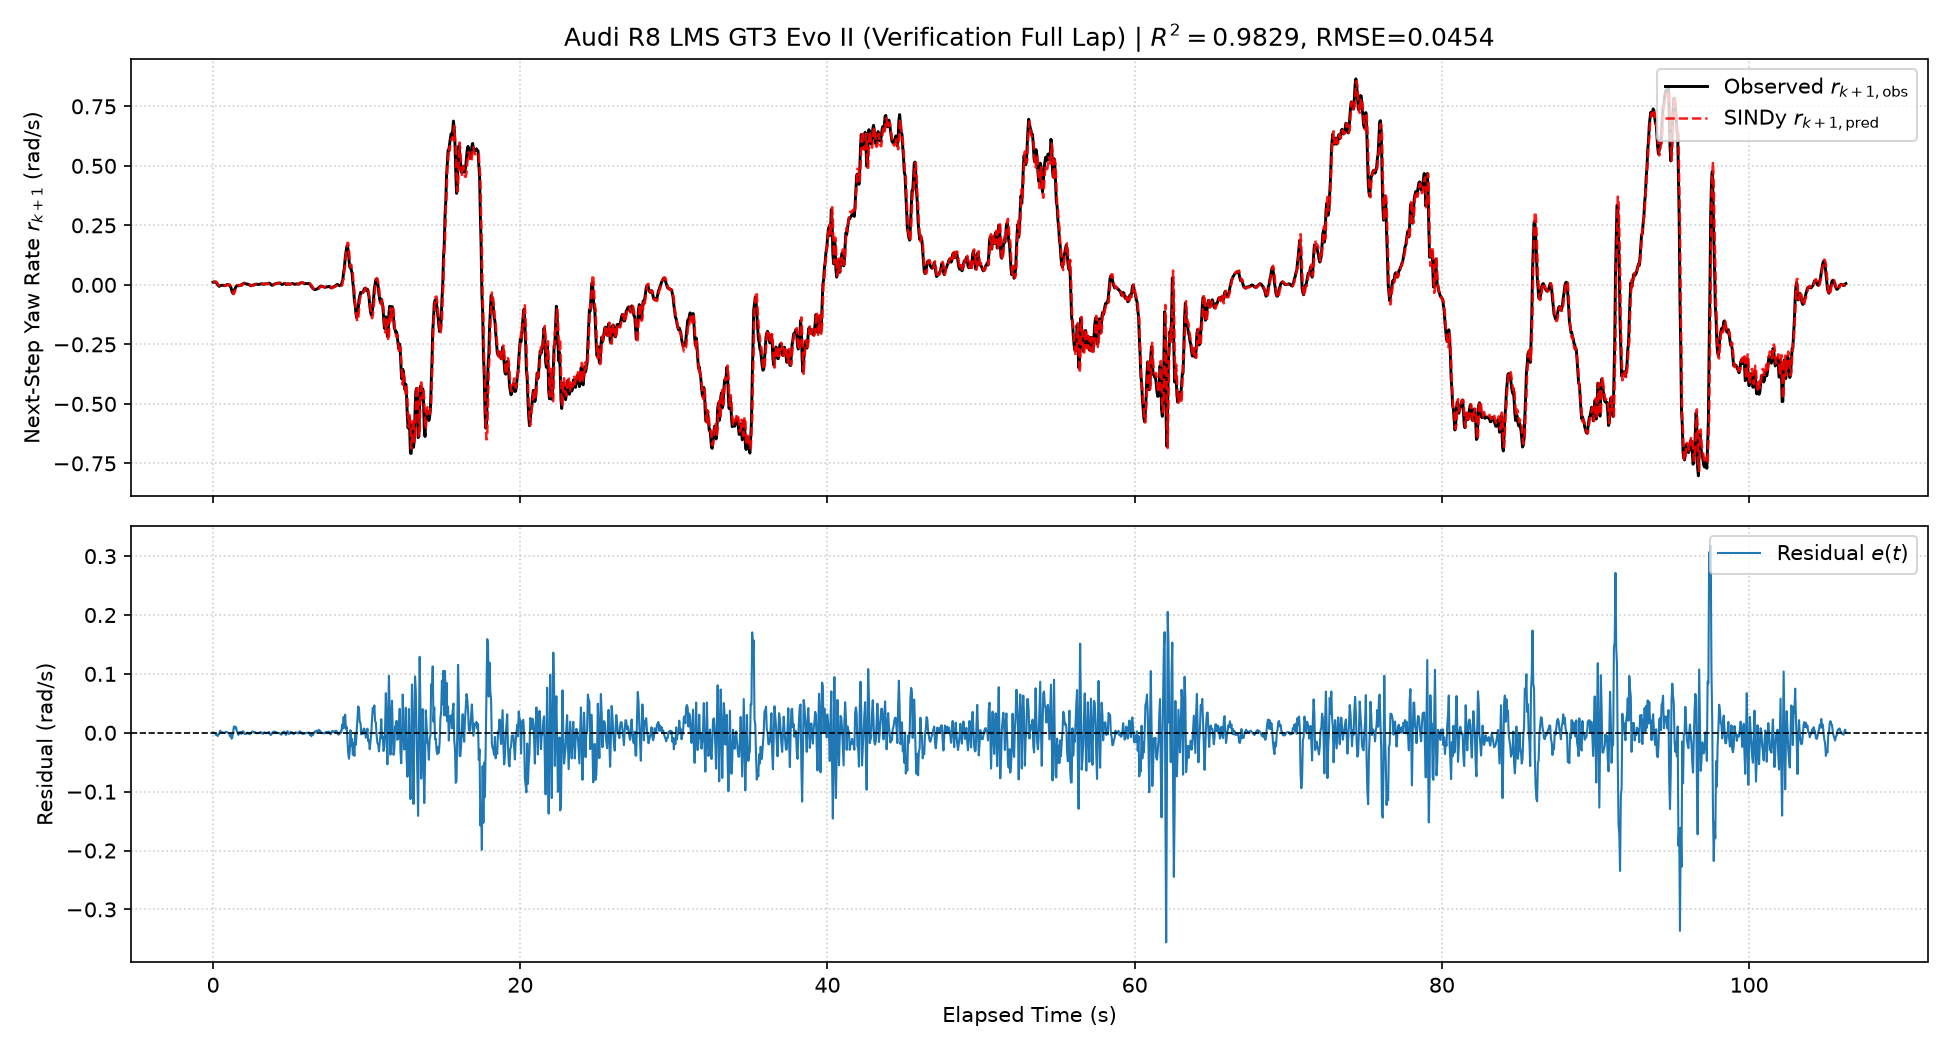 Audi R8 LMS GT3 Evo II (Verification Full Lap) | $R^2 = 0.9829$, RMSE=0.0454
Next-Step Yaw Rate $r_{k+1}$ (rad/s)
0.75
0.50
0.25
0.00
−0.25
−0.50
−0.75
Observed $r_{k+1,\mathrm{obs}}$
SINDy $r_{k+1,\mathrm{pred}}$
Residual (rad/s)
0.3
0.2
0.1
0.0
−0.1
−0.2
−0.3
Residual $e(t)$
0 20 40 60 80 100
Elapsed Time (s)